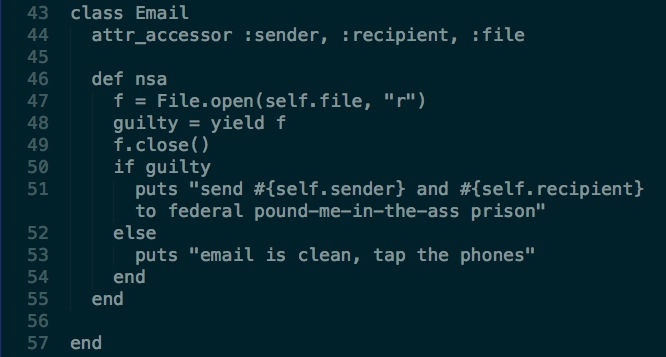 43 class Email
44   attr_accessor :sender, :recipient, :file
45
46   def nsa
47     f = File.open(self.file, "r")
48     guilty = yield f
49     f.close()
50     if guilty
51       puts "send #{self.sender} and #{self.recipient}
         to federal pound-me-in-the-ass prison"
52     else
53       puts "email is clean, tap the phones"
54     end
55   end
56
57 end